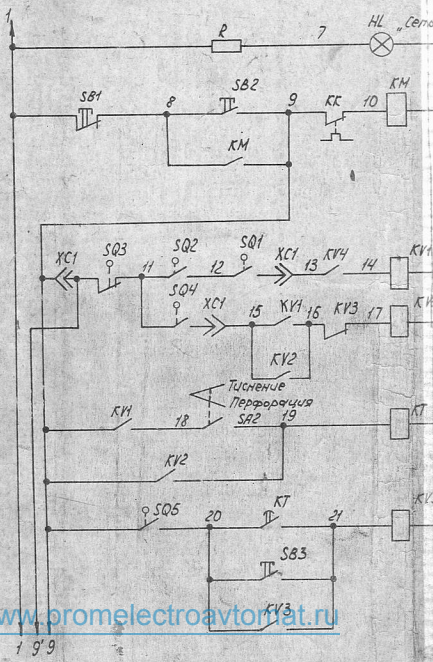 1
R 7 HL „Сеть
SB1 8 SB2 9 KK 10 KM
KM
XC1 SQ3 11 SQ2 12 SQ1 XC1 13 KV4 14 KV1
SQ4 XC1 15 KV1 16 KV3 17 KV
KV2
Тиснение
Перфорация
KV1 18 SA2 19 KT
KV2
SQ5 20 KT 21 KV
SB3
KV3
www.promelectroavtomat.ru
1 9' 9